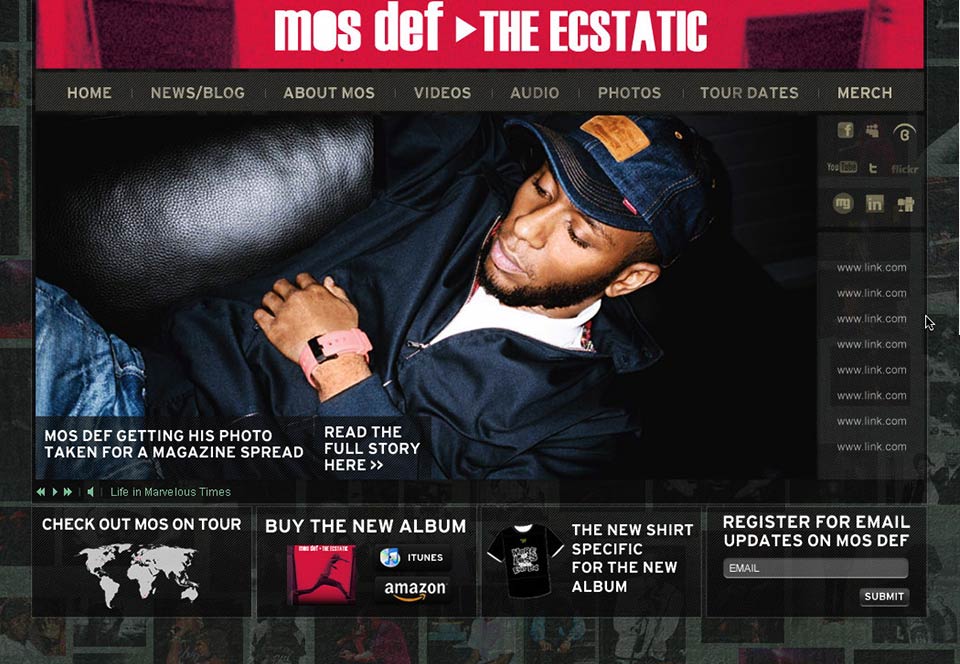 mos def ▸ THE ECSTATIC
HOME
NEWS/BLOG
ABOUT MOS
VIDEOS
AUDIO
PHOTOS
TOUR DATES
MERCH
YouTube
flickr
in
www.link.com
www.link.com
www.link.com
www.link.com
www.link.com
www.link.com
www.link.com
www.link.com
MOS DEF GETTING HIS PHOTO
TAKEN FOR A MAGAZINE SPREAD
READ THE
FULL STORY
HERE >>
Life in Marvelous Times
CHECK OUT MOS ON TOUR
BUY THE NEW ALBUM
mos def ▸ THE ECSTATIC
ITUNES
amazon
THE NEW SHIRT
SPECIFIC
FOR THE NEW
ALBUM
REGISTER FOR EMAIL
UPDATES ON MOS DEF
EMAIL
SUBMIT